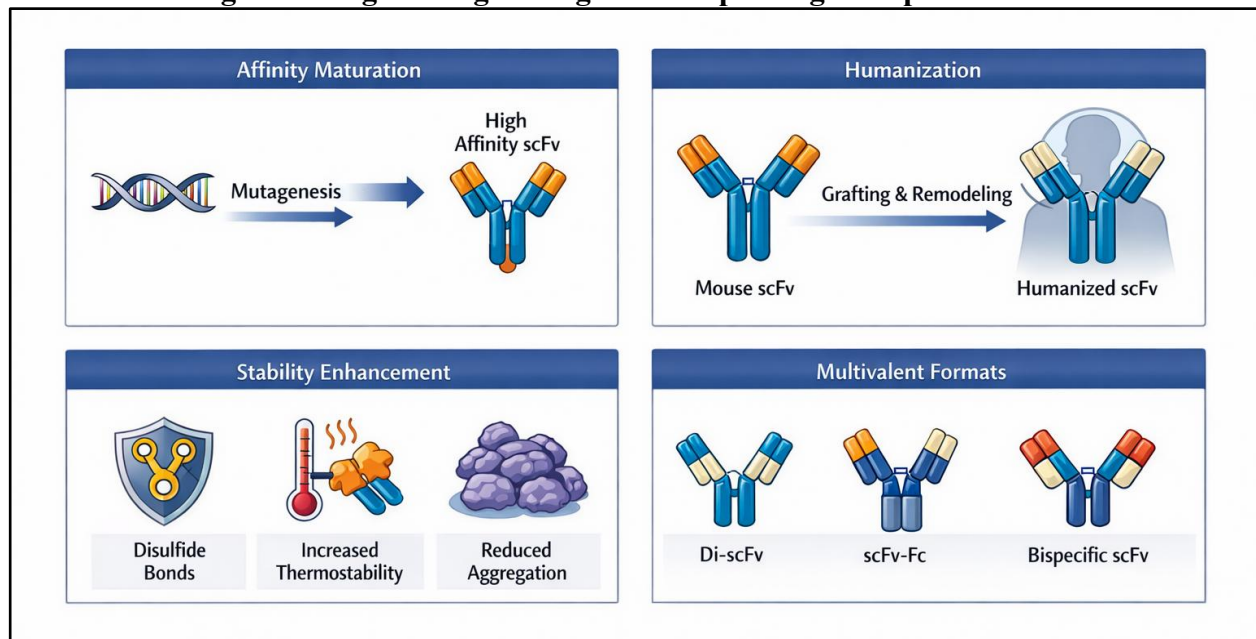 Affinity Maturation
Mutagenesis
High
Affinity scFv
Humanization
Grafting & Remodeling
Mouse scFv
Humanized scFv
Stability Enhancement
Disulfide
Bonds
Increased
Thermostability
Reduced
Aggregation
Multivalent Formats
Di-scFv
scFv-Fc
Bispecific scFv